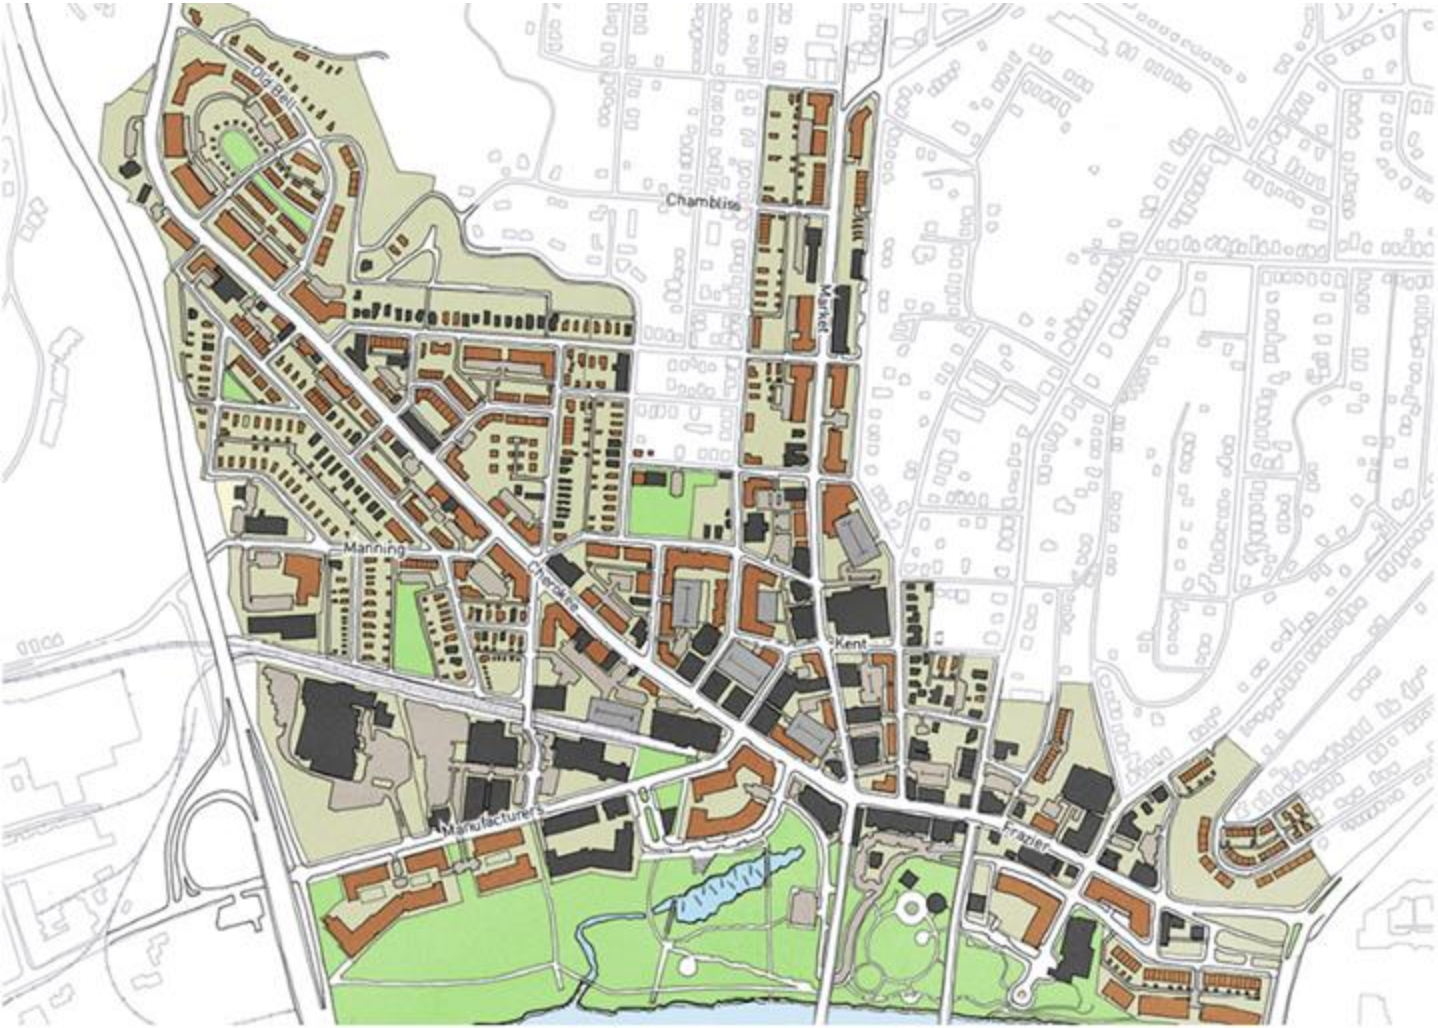 Old Bell
Chambliss
Market
Manning
Cherokee
Kent
Manufacturers
Frazier